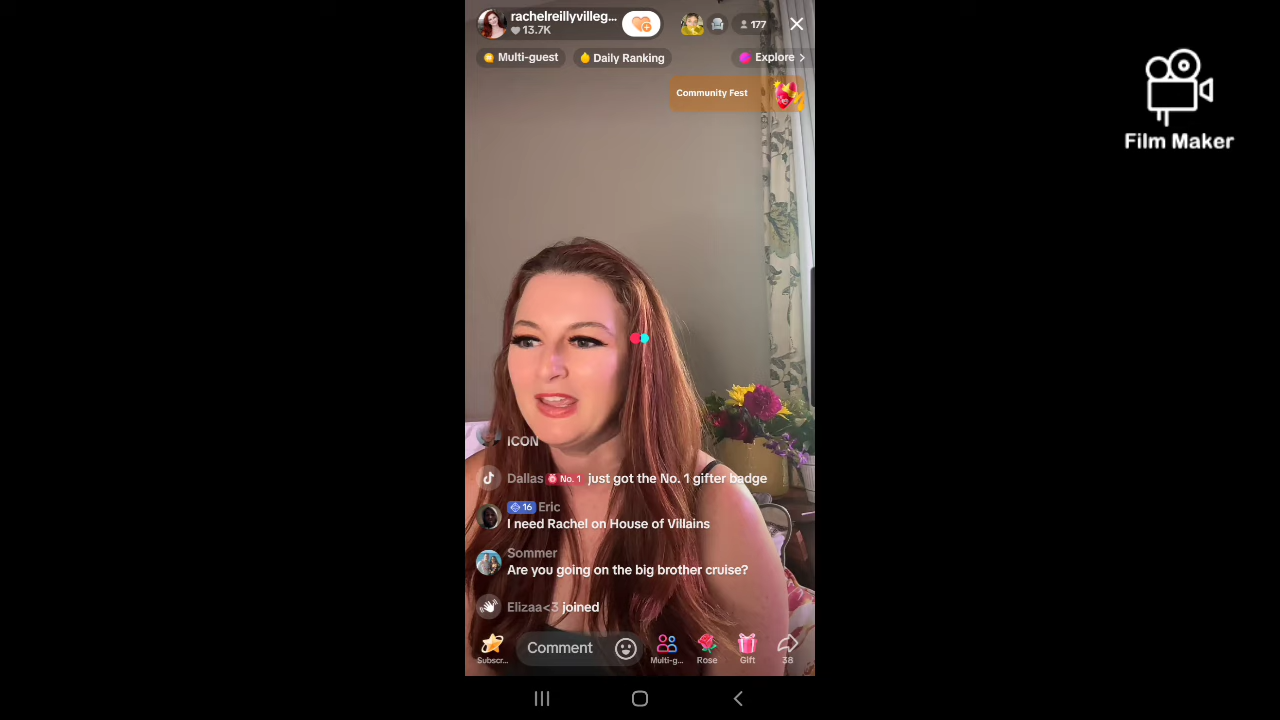 rachelreillyvilleg...
13.7K
177
Multi-guest
Daily Ranking
Explore >
Community Fest
Film Maker
ICON
Dallas No. 1 just got the No. 1 gifter badge
16 Eric
I need Rachel on House of Villains
Sommer
Are you going on the big brother cruise?
Elizaa<3 joined
Comment
Subscr...
Multi-g...
Rose
Gift
38